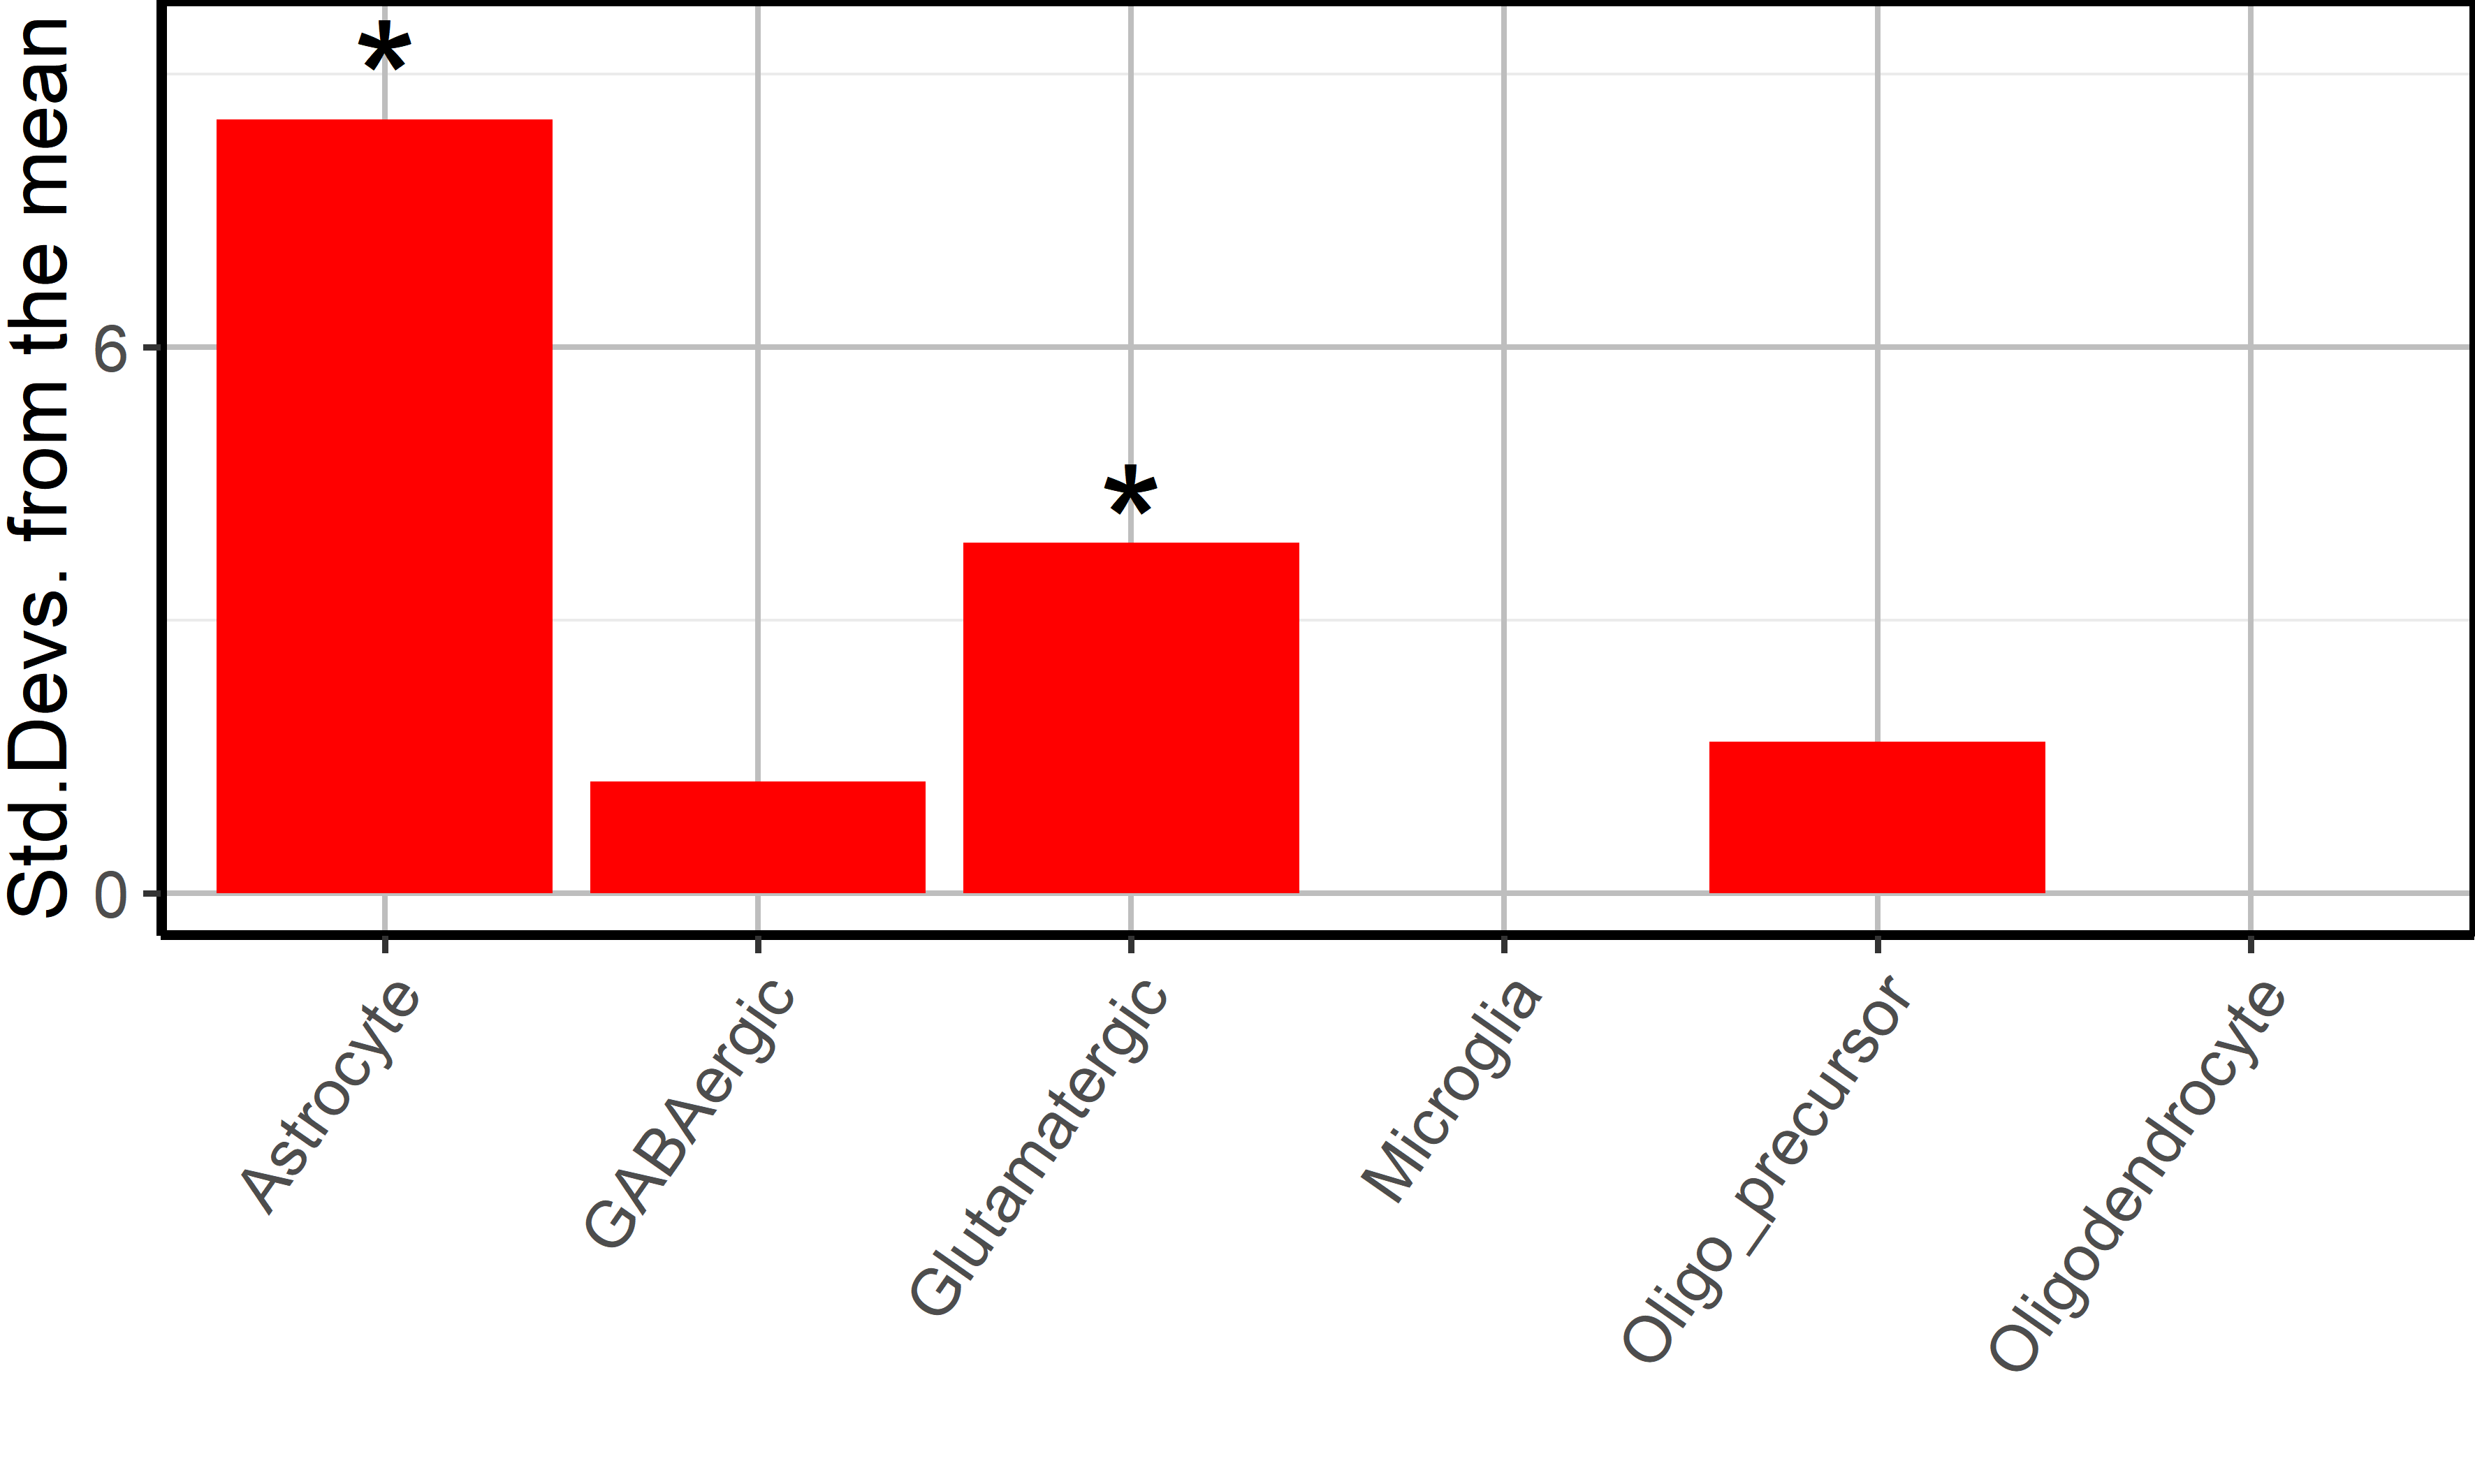 Std.Devs. from the mean
6
0
*
*
Astrocyte
GABAergic
Glutamatergic
Microglia
Oligo_precursor
Oligodendrocyte